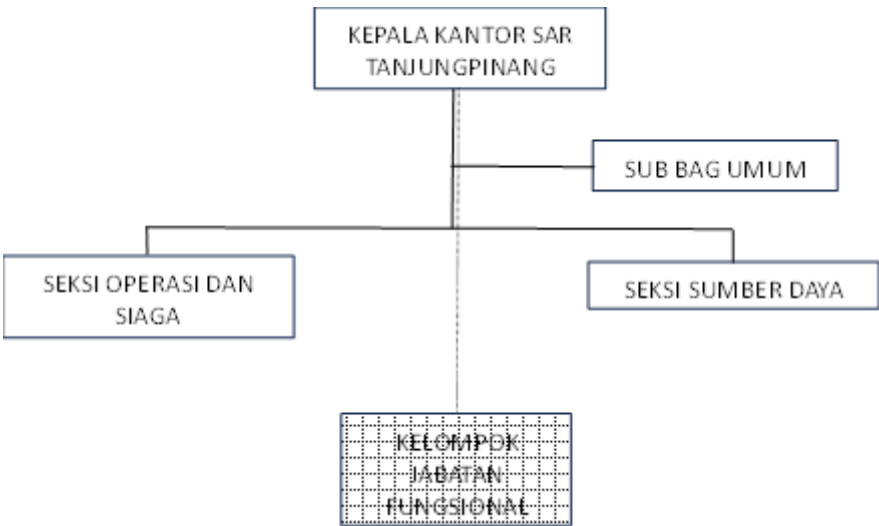 KEPALA KANTOR SAR
TANJUNGPINANG
SUB BAG UMUM
SEKSI OPERASI DAN
SIAGA
SEKSI SUMBER DAYA
KELOMPOK
JABATAN
FUNGSIONAL